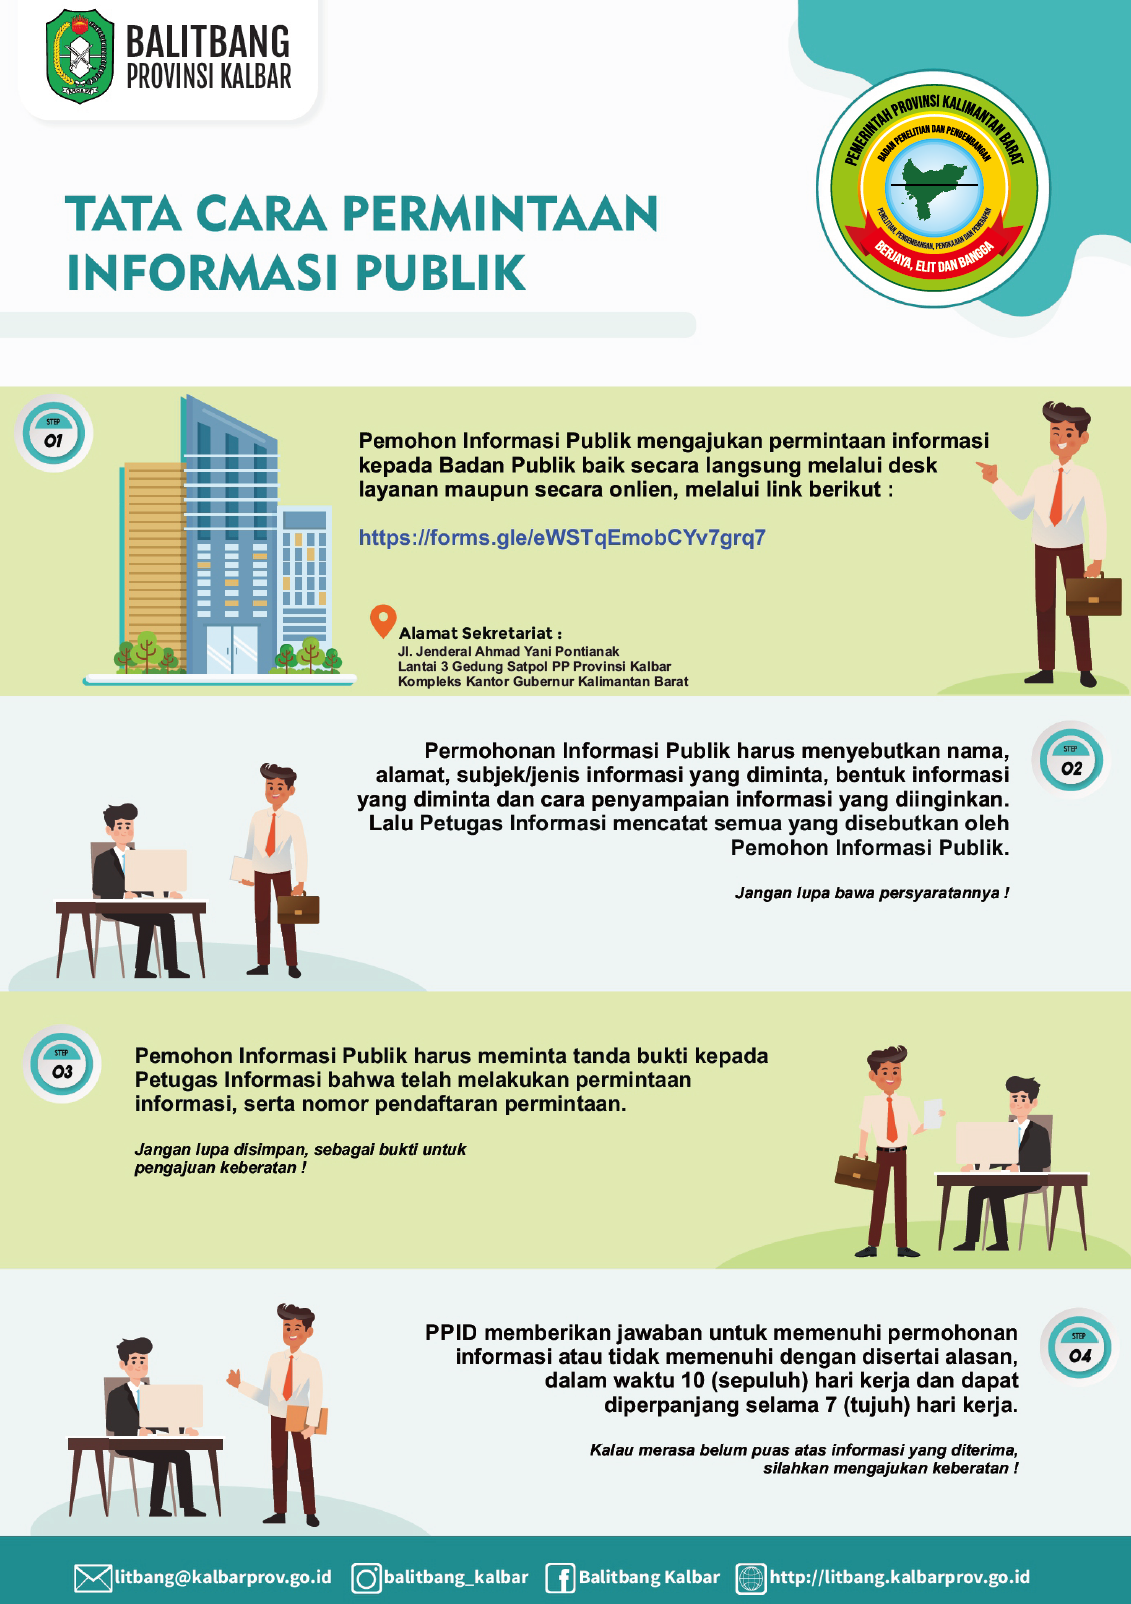 BALITBANG
PROVINSI KALBAR
PEMERINTAH PROVINSI KALIMANTAN BARAT
BADAN PENELITIAN DAN PENGEMBANGAN
PENELITIAN, PENGEMBANGAN, PENGKAJIAN DAN PENERAPAN
BERJAYA, ELIT DAN BANGGA
TATA CARA PERMINTAAN
INFORMASI PUBLIK
STEP
01
Pemohon Informasi Publik mengajukan permintaan informasi
kepada Badan Publik baik secara langsung melalui desk
layanan maupun secara onlien, melalui link berikut :
https://forms.gle/eWSTqEmobCYv7grq7
Alamat Sekretariat :
Jl. Jenderal Ahmad Yani Pontianak
Lantai 3 Gedung Satpol PP Provinsi Kalbar
Kompleks Kantor Gubernur Kalimantan Barat
STEP
02
Permohonan Informasi Publik harus menyebutkan nama,
alamat, subjek/jenis informasi yang diminta, bentuk informasi
yang diminta dan cara penyampaian informasi yang diinginkan.
Lalu Petugas Informasi mencatat semua yang disebutkan oleh
Pemohon Informasi Publik.
Jangan lupa bawa persyaratannya !
STEP
03
Pemohon Informasi Publik harus meminta tanda bukti kepada
Petugas Informasi bahwa telah melakukan permintaan
informasi, serta nomor pendaftaran permintaan.
Jangan lupa disimpan, sebagai bukti untuk
pengajuan keberatan !
STEP
04
PPID memberikan jawaban untuk memenuhi permohonan
informasi atau tidak memenuhi dengan disertai alasan,
dalam waktu 10 (sepuluh) hari kerja dan dapat
diperpanjang selama 7 (tujuh) hari kerja.
Kalau merasa belum puas atas informasi yang diterima,
silahkan mengajukan keberatan !
litbang@kalbarprov.go.id
balitbang_kalbar
Balitbang Kalbar
http://litbang.kalbarprov.go.id